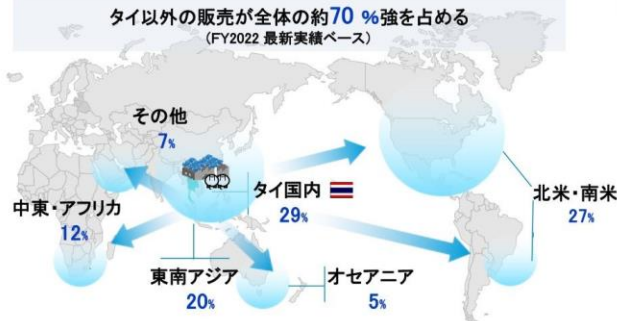 タイ以外の販売が全体の約70 %強を占める
(FY2022 最新実績ベース)
その他
7%
タイ国内
29%
北米・南米
27%
中東・アフリカ
12%
東南アジア
20%
オセアニア
5%